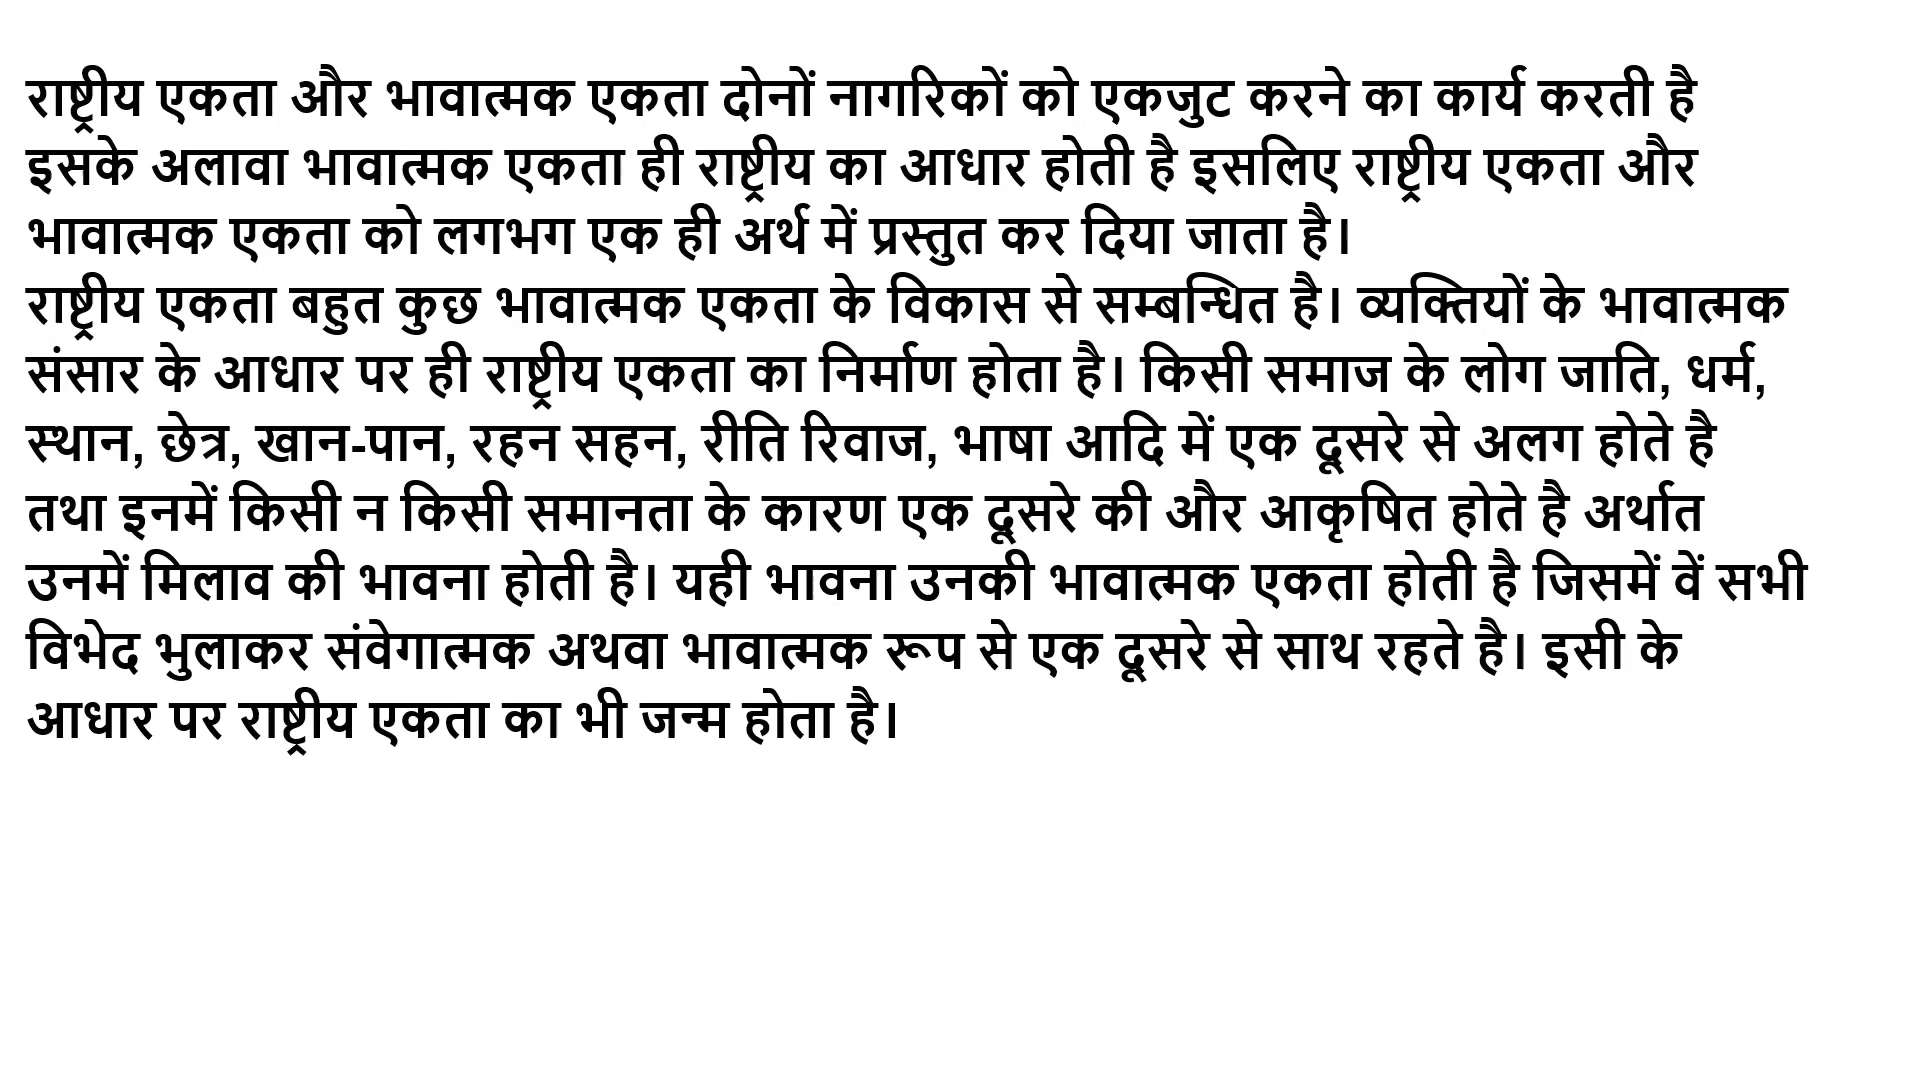 राष्ट्रीय एकता और भावात्मक एकता दोनों नागरिकों को एकजुट करने का कार्य करती है
इसके अलावा भावात्मक एकता ही राष्ट्रीय का आधार होती है इसलिए राष्ट्रीय एकता और
भावात्मक एकता को लगभग एक ही अर्थ में प्रस्तुत कर दिया जाता है।
राष्ट्रीय एकता बहुत कुछ भावात्मक एकता के विकास से सम्बन्धित है। व्यक्तियों के भावात्मक
संसार के आधार पर ही राष्ट्रीय एकता का निर्माण होता है। किसी समाज के लोग जाति, धर्म,
स्थान, छेत्र, खान-पान, रहन सहन, रीति रिवाज, भाषा आदि में एक दूसरे से अलग होते है
तथा इनमें किसी न किसी समानता के कारण एक दूसरे की और आकृषित होते है अर्थात
उनमें मिलाव की भावना होती है। यही भावना उनकी भावात्मक एकता होती है जिसमें वें सभी
विभेद भुलाकर संवेगात्मक अथवा भावात्मक रूप से एक दूसरे से साथ रहते है। इसी के
आधार पर राष्ट्रीय एकता का भी जन्म होता है।